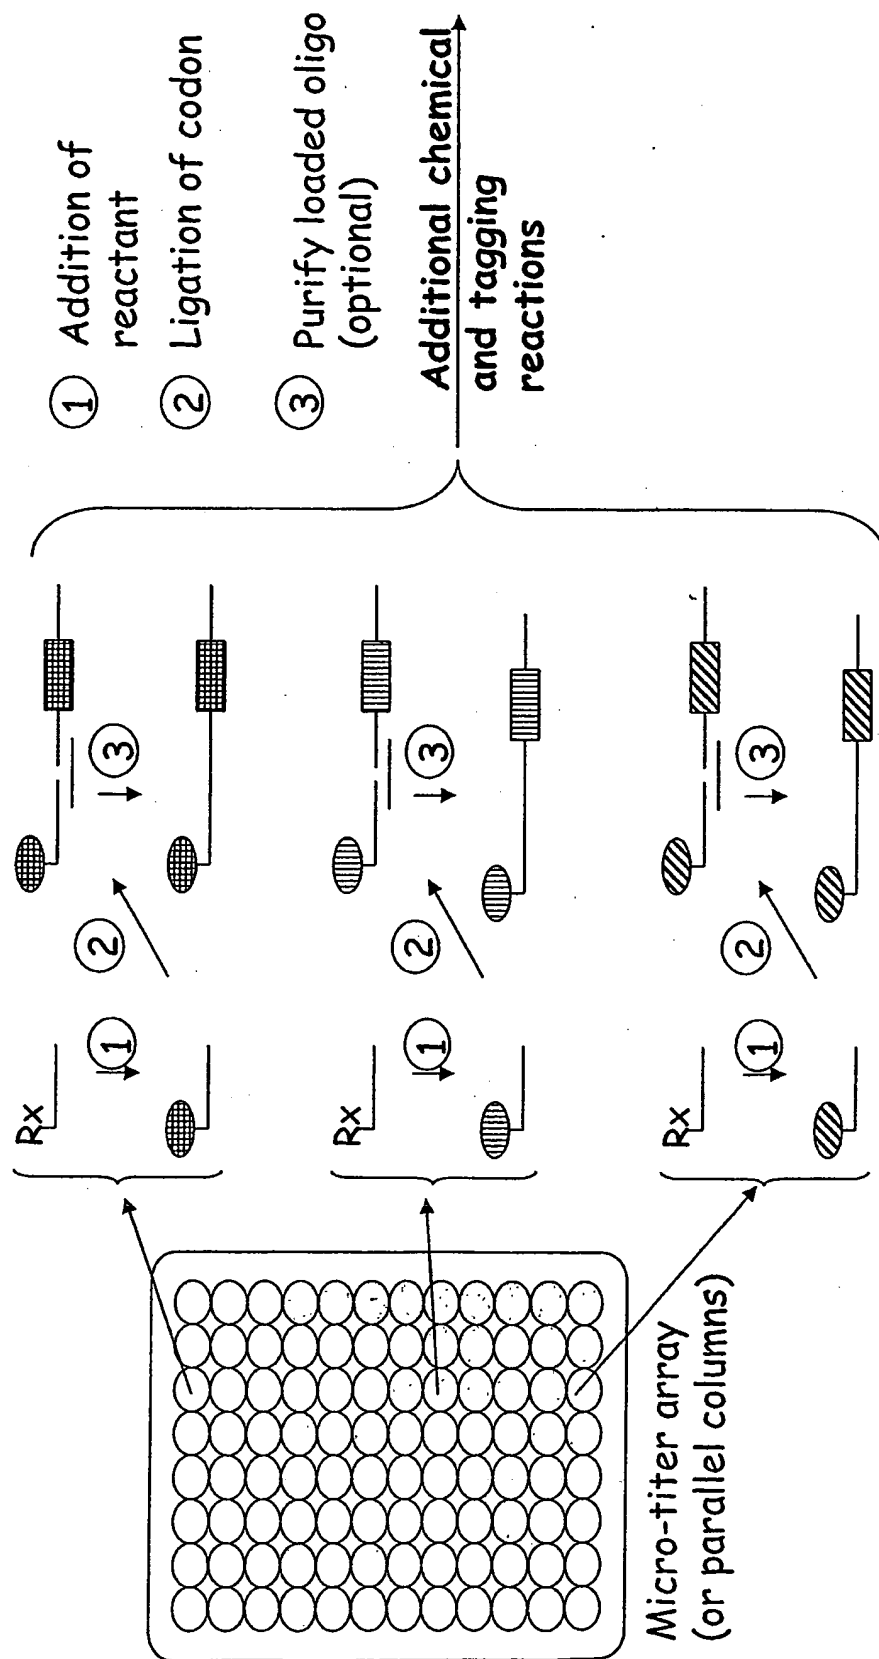 Micro-titer array
(or parallel columns)
Rx
1
2
3
Rx
1
2
3
Rx
1
2
3
1 Addition of
reactant
2 Ligation of codon
3 Purify loaded oligo
(optional)
Additional chemical
and tagging
reactions